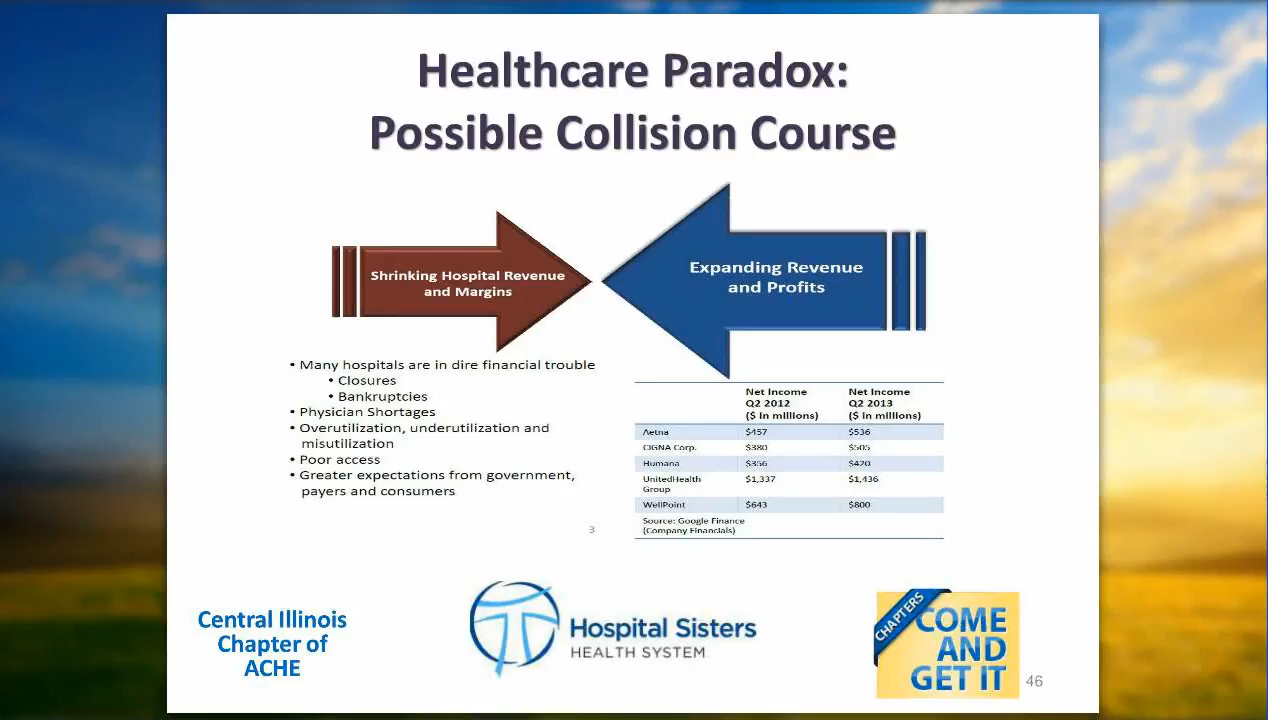 Healthcare Paradox:
Possible Collision Course
Shrinking Hospital Revenue
and Margins
Expanding Revenue
and Profits
• Many hospitals are in dire financial trouble
• Closures
• Bankruptcies
• Physician Shortages
• Overutilization, underutilization and
misutilization
• Poor access
• Greater expectations from government,
payers and consumers
3
Net Income Net Income
Q2 2012 Q2 2013
($ in millions) ($ in millions)
Aetna $457 $536
CIGNA Corp. $380 $505
Humana $356 $420
UnitedHealth $1,337 $1,436
Group
WellPoint $643 $800
Source: Google Finance
(Company Financials)
Central Illinois
Chapter of
ACHE
Hospital Sisters
HEALTH SYSTEM
CHAPTERS
COME
AND
GET IT
46